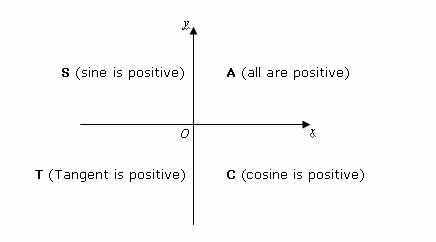 y
S (sine is positive) A (all are positive)
O x
T (Tangent is positive) C (cosine is positive)